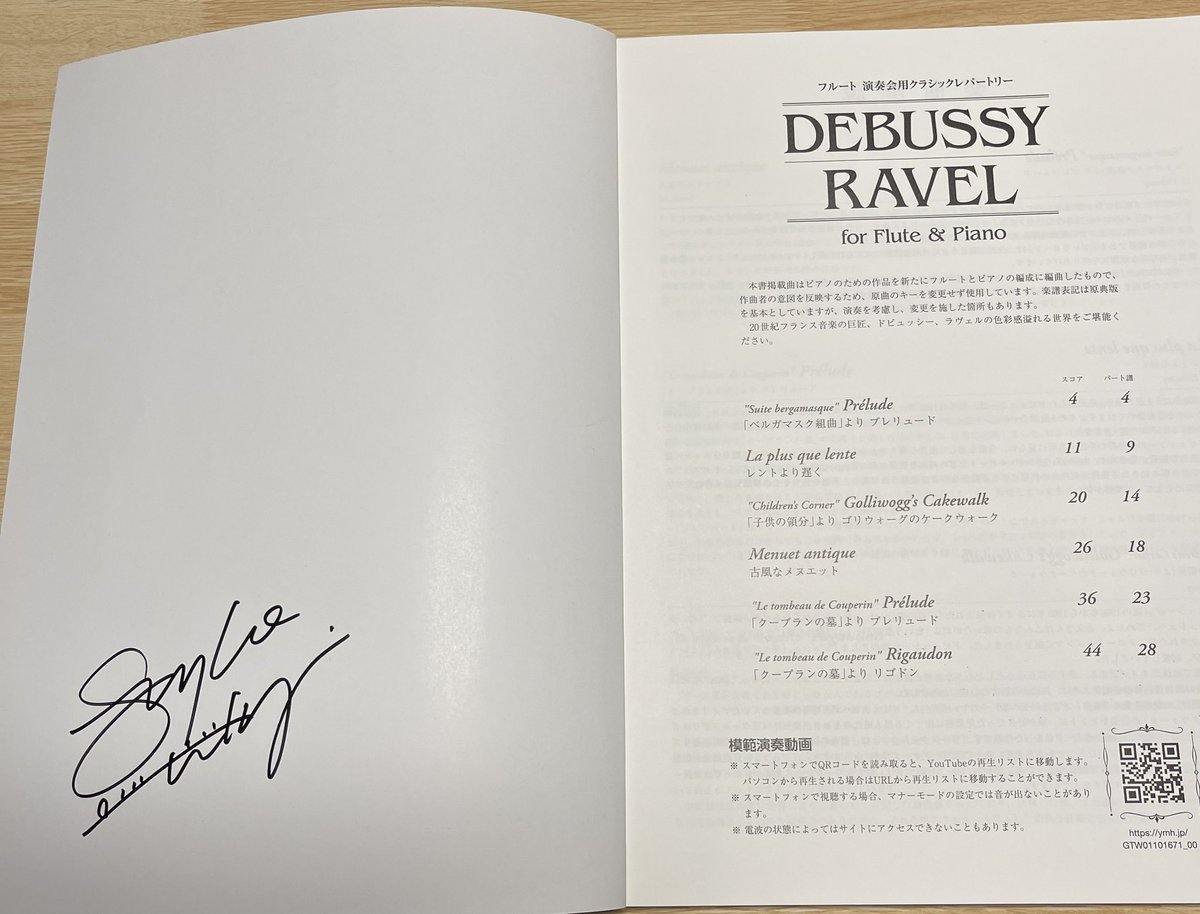 フルート 演奏会用クラシックレパートリー
DEBUSSY
RAVEL
for Flute & Piano
本書掲載曲はピアノのための作品を新たにフルートとピアノの編成に編曲したもので、
作曲者の意図を反映するため、原曲のキーを変更せず使用しています。楽譜表記は原典版
を基本としていますが、演奏を考慮し、変更を施した箇所もあります。
20世紀フランス音楽の巨匠、ドビュッシー、ラヴェルの色彩感溢れる世界をご堪能く
ださい。
スコア パート譜
"Suite bergamasque" Prélude 4 4
「ベルガマスク組曲」より プレリュード
La plus que lente 11 9
レントより遅く
"Children's Corner" Golliwogg's Cakewalk 20 14
「子供の領分」より ゴリウォーグのケークウォーク
Menuet antique 26 18
古風なメヌエット
"Le tombeau de Couperin" Prélude 36 23
「クープランの墓」より プレリュード
"Le tombeau de Couperin" Rigaudon 44 28
「クープランの墓」より リゴドン
模範演奏動画
※ スマートフォンでQRコードを読み取ると、YouTubeの再生リストに移動します。
パソコンから再生される場合はURLから再生リストに移動することができます。
※ スマートフォンで視聴する場合、マナーモードの設定では音が出ないことがあり
ます。
※ 電波の状態によってはサイトにアクセスできないこともあります。
https://ymh.jp/
GTW01101671_00